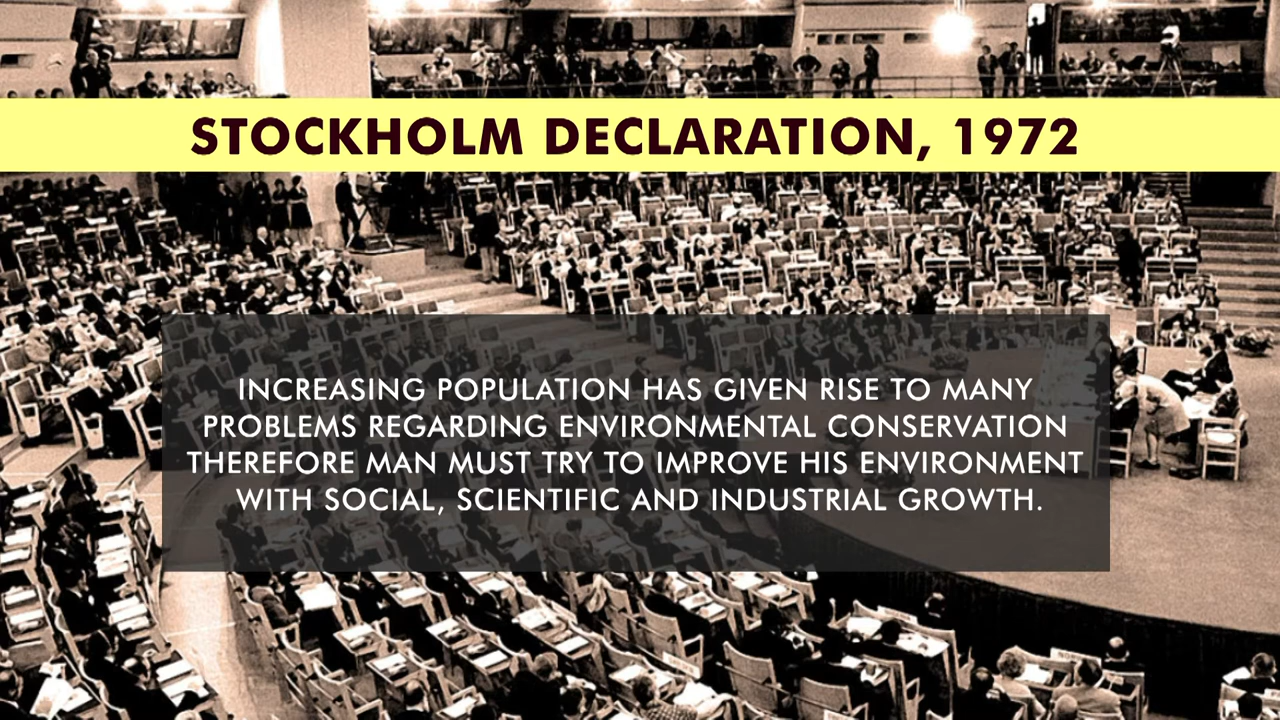 STOCKHOLM DECLARATION, 1972
INCREASING POPULATION HAS GIVEN RISE TO MANY
PROBLEMS REGARDING ENVIRONMENTAL CONSERVATION
THEREFORE MAN MUST TRY TO IMPROVE HIS ENVIRONMENT
WITH SOCIAL, SCIENTIFIC AND INDUSTRIAL GROWTH.